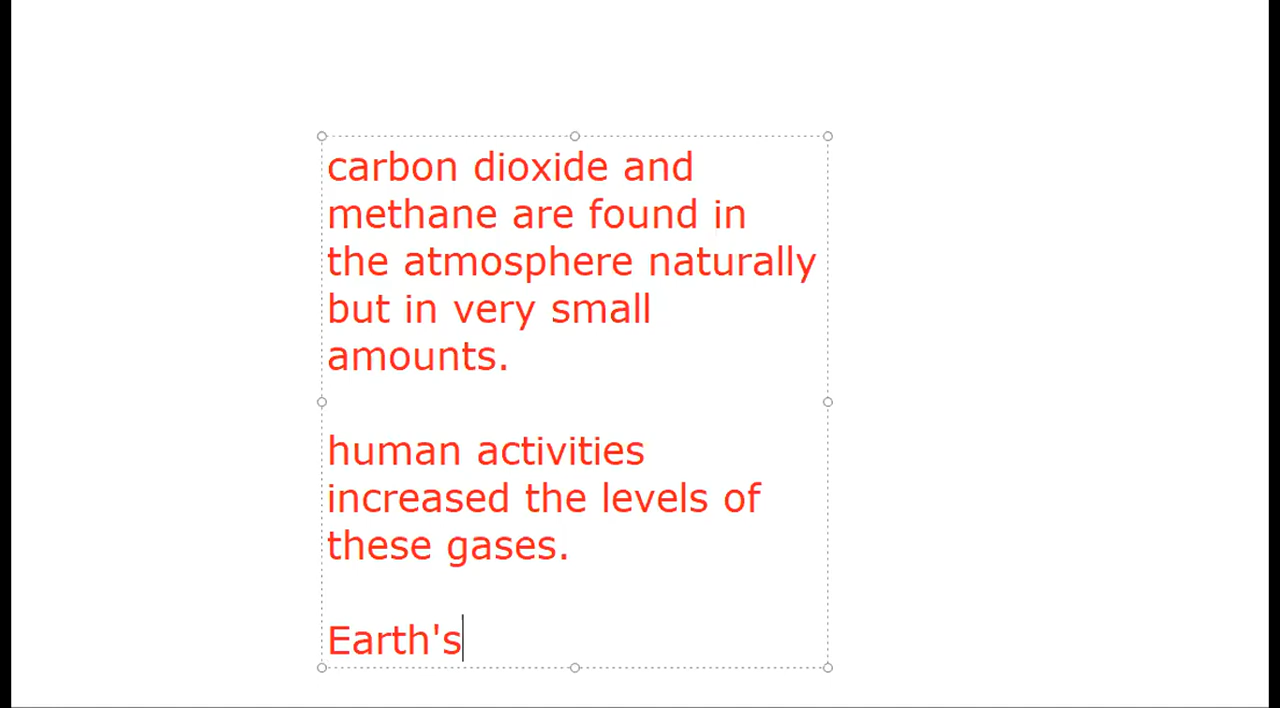 carbon dioxide and
methane are found in
the atmosphere naturally
but in very small
amounts.
human activities
increased the levels of
these gases.
Earth's